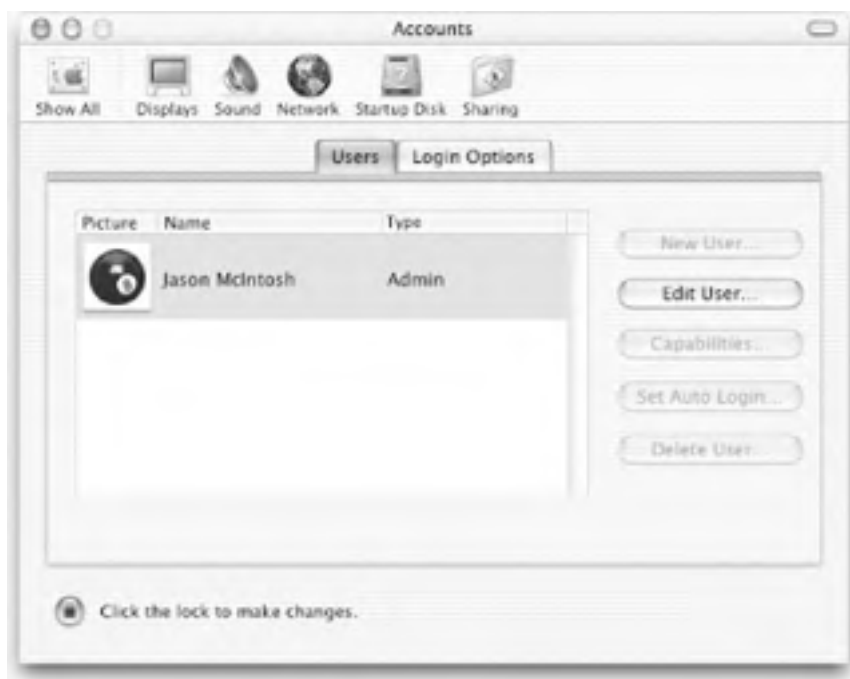 Accounts
Show All Displays Sound Network Startup Disk Sharing
Users Login Options
Picture Name Type
Jason McIntosh Admin
New User...
Edit User...
Capabilities...
Set Auto Login...
Delete User...
Click the lock to make changes.